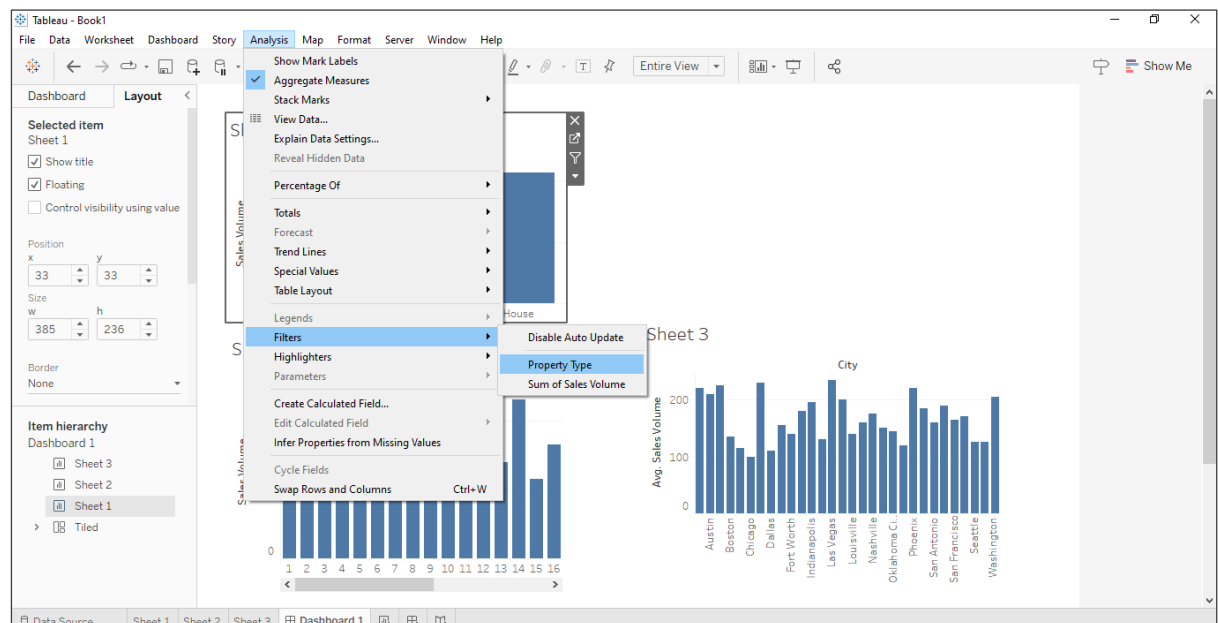 Tableau - Book1
File Data Worksheet Dashboard Story Analysis Map Format Server Window Help
Entire View
Show Me
Dashboard Layout
Selected item
Sheet 1
Show title
Floating
Control visibility using value
Position
x y
33 33
Size
w h
385 236
Border
None
Item hierarchy
Dashboard 1
Sheet 3
Sheet 2
Sheet 1
Tiled
Show Mark Labels
Aggregate Measures
Stack Marks
View Data...
Explain Data Settings...
Reveal Hidden Data
Percentage Of
Totals
Forecast
Trend Lines
Special Values
Table Layout
Legends
Filters
Highlighters
Parameters
Create Calculated Field...
Edit Calculated Field
Infer Properties from Missing Values
Cycle Fields
Swap Rows and Columns Ctrl+W
Disable Auto Update
Property Type
Sum of Sales Volume
Sales Volume
House
Sales Volume
0
1 2 3 4 5 6 7 8 9 10 11 12 13 14 15 16
Sheet 3
City
Avg. Sales Volume
200
100
0
Austin
Boston
Chicago
Dallas
Fort Worth
Indianapolis
Las Vegas
Louisville
Nashville
Oklahoma Ci..
Phoenix
San Antonio
San Francisco
Seattle
Washington
Data Source Sheet 1 Sheet 2 Sheet 3 Dashboard 1